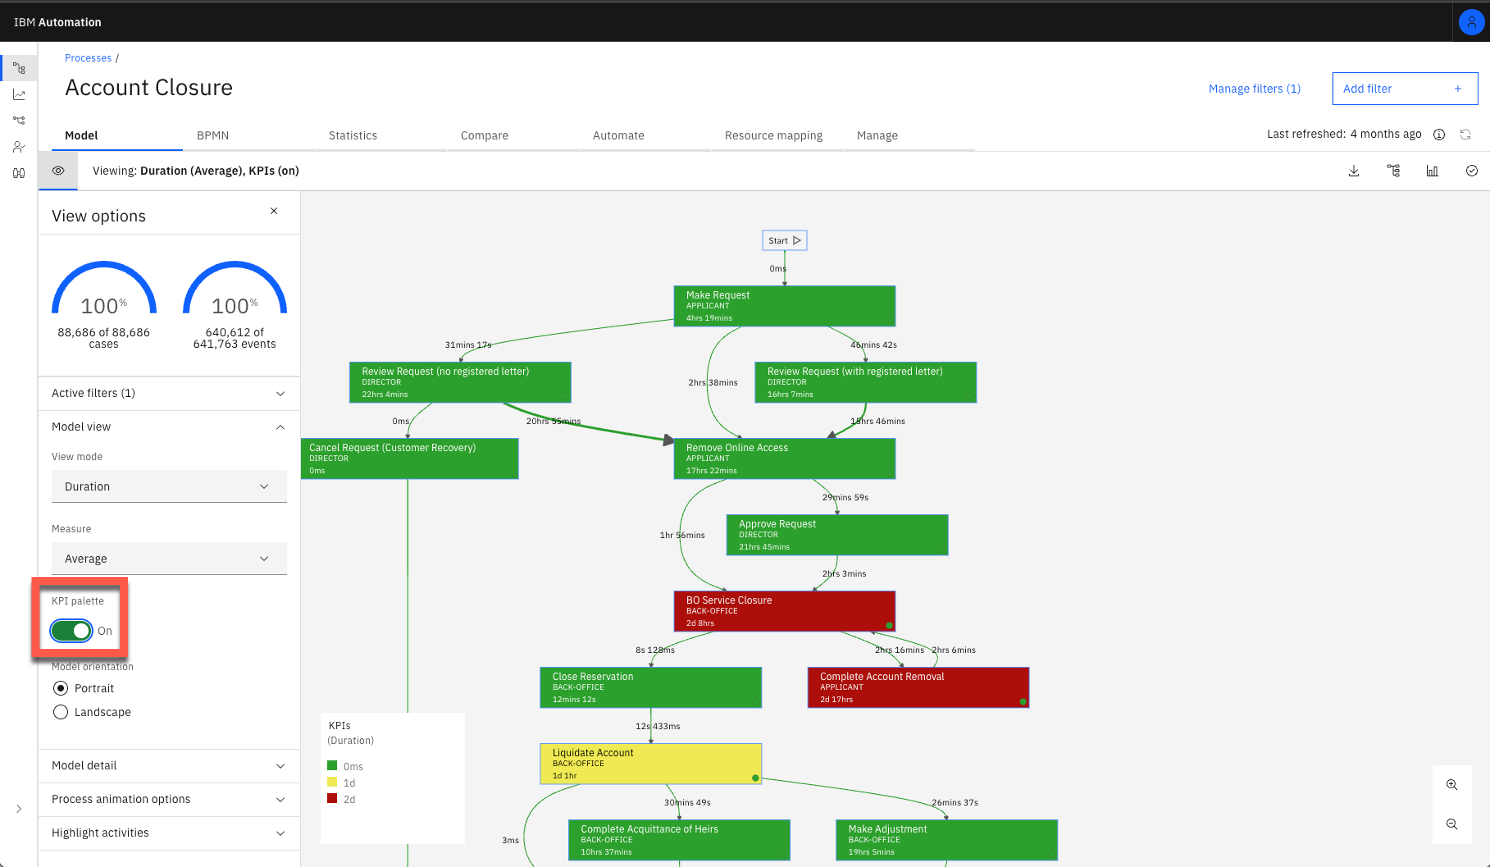 IBM Automation
Processes /
Account Closure
Manage filters (1)
Add filter +
Model
BPMN
Statistics
Compare
Automate
Resource mapping
Manage
Last refreshed: 4 months ago
Viewing: Duration (Average), KPIs (on)
View options
100%
88,686 of 88,686
cases
100%
640,612 of
641,763 events
Active filters (1)
Model view
View mode
Duration
Measure
Average
KPI palette
On
Model orientation
Portrait
Landscape
Model detail
Process animation options
Highlight activities
Start
0ms
Make Request
APPLICANT
4hrs 19mins
31mins 17s
46mins 42s
Review Request (no registered letter)
DIRECTOR
22hrs 4mins
2hrs 38mins
Review Request (with registered letter)
DIRECTOR
16hrs 7mins
0ms
20hrs 55mins
15hrs 46mins
Cancel Request (Customer Recovery)
DIRECTOR
0ms
Remove Online Access
APPLICANT
17hrs 22mins
29mins 59s
1hr 56mins
Approve Request
DIRECTOR
21hrs 45mins
2hrs 3mins
BO Service Closure
BACK-OFFICE
2d 8hrs
8s 128ms
2hrs 16mins
2hrs 6mins
Close Reservation
BACK-OFFICE
12mins 12s
Complete Account Removal
APPLICANT
2d 17hrs
12s 433ms
Liquidate Account
BACK-OFFICE
1d 1hr
30mins 49s
26mins 37s
3ms
Complete Acquittance of Heirs
BACK-OFFICE
10hrs 37mins
Make Adjustment
BACK-OFFICE
19hrs 5mins
KPIs
(Duration)
0ms
1d
2d